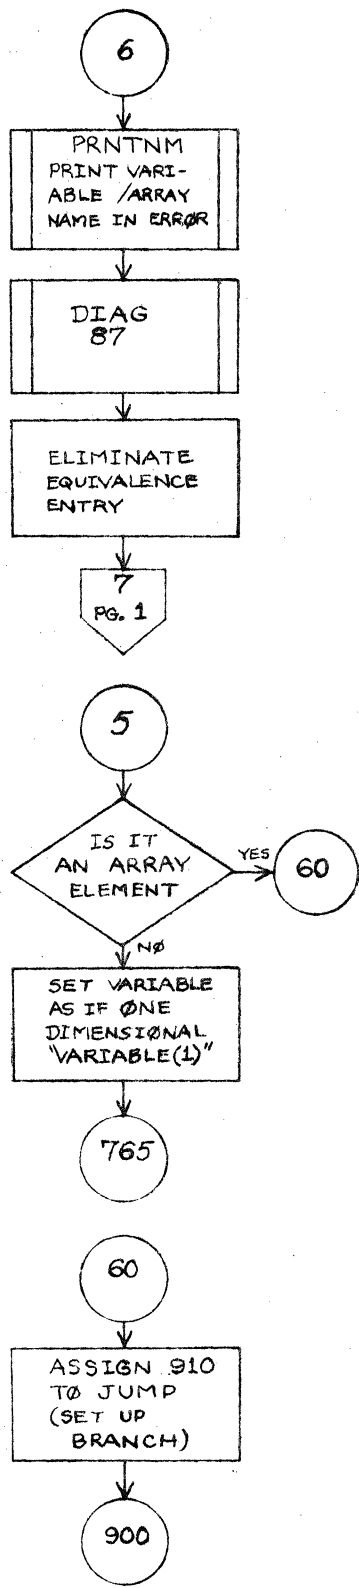 6
PRNTNM
PRINT VARI-
ABLE /ARRAY
NAME IN ERRØR
DIAG
87
ELIMINATE
EQUIVALENCE
ENTRY
7
PG. 1
5
IS IT
AN ARRAY
ELEMENT
YES
60
NØ
SET VARIABLE
AS IF ØNE
DIMENSIØNAL
"VARIABLE(1)"
765
60
ASSIGN 910
TØ JUMP
(SET UP
BRANCH)
900